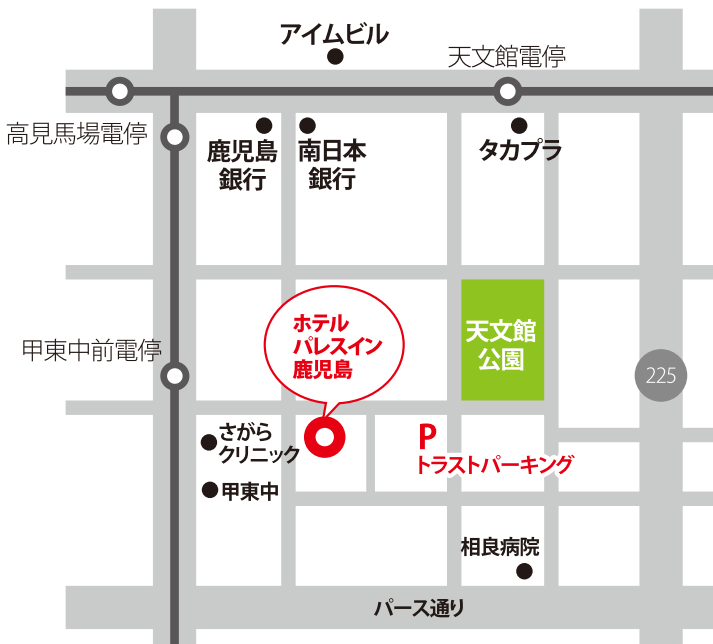 アイムビル
天文館電停
高見馬場電停
鹿児島
銀行
南日本
銀行
タカプラ
ホテル
パレスイン
鹿児島
天文館
公園
甲東中前電停
225
さがら
クリニック
P
トラストパーキング
甲東中
相良病院
パース通り